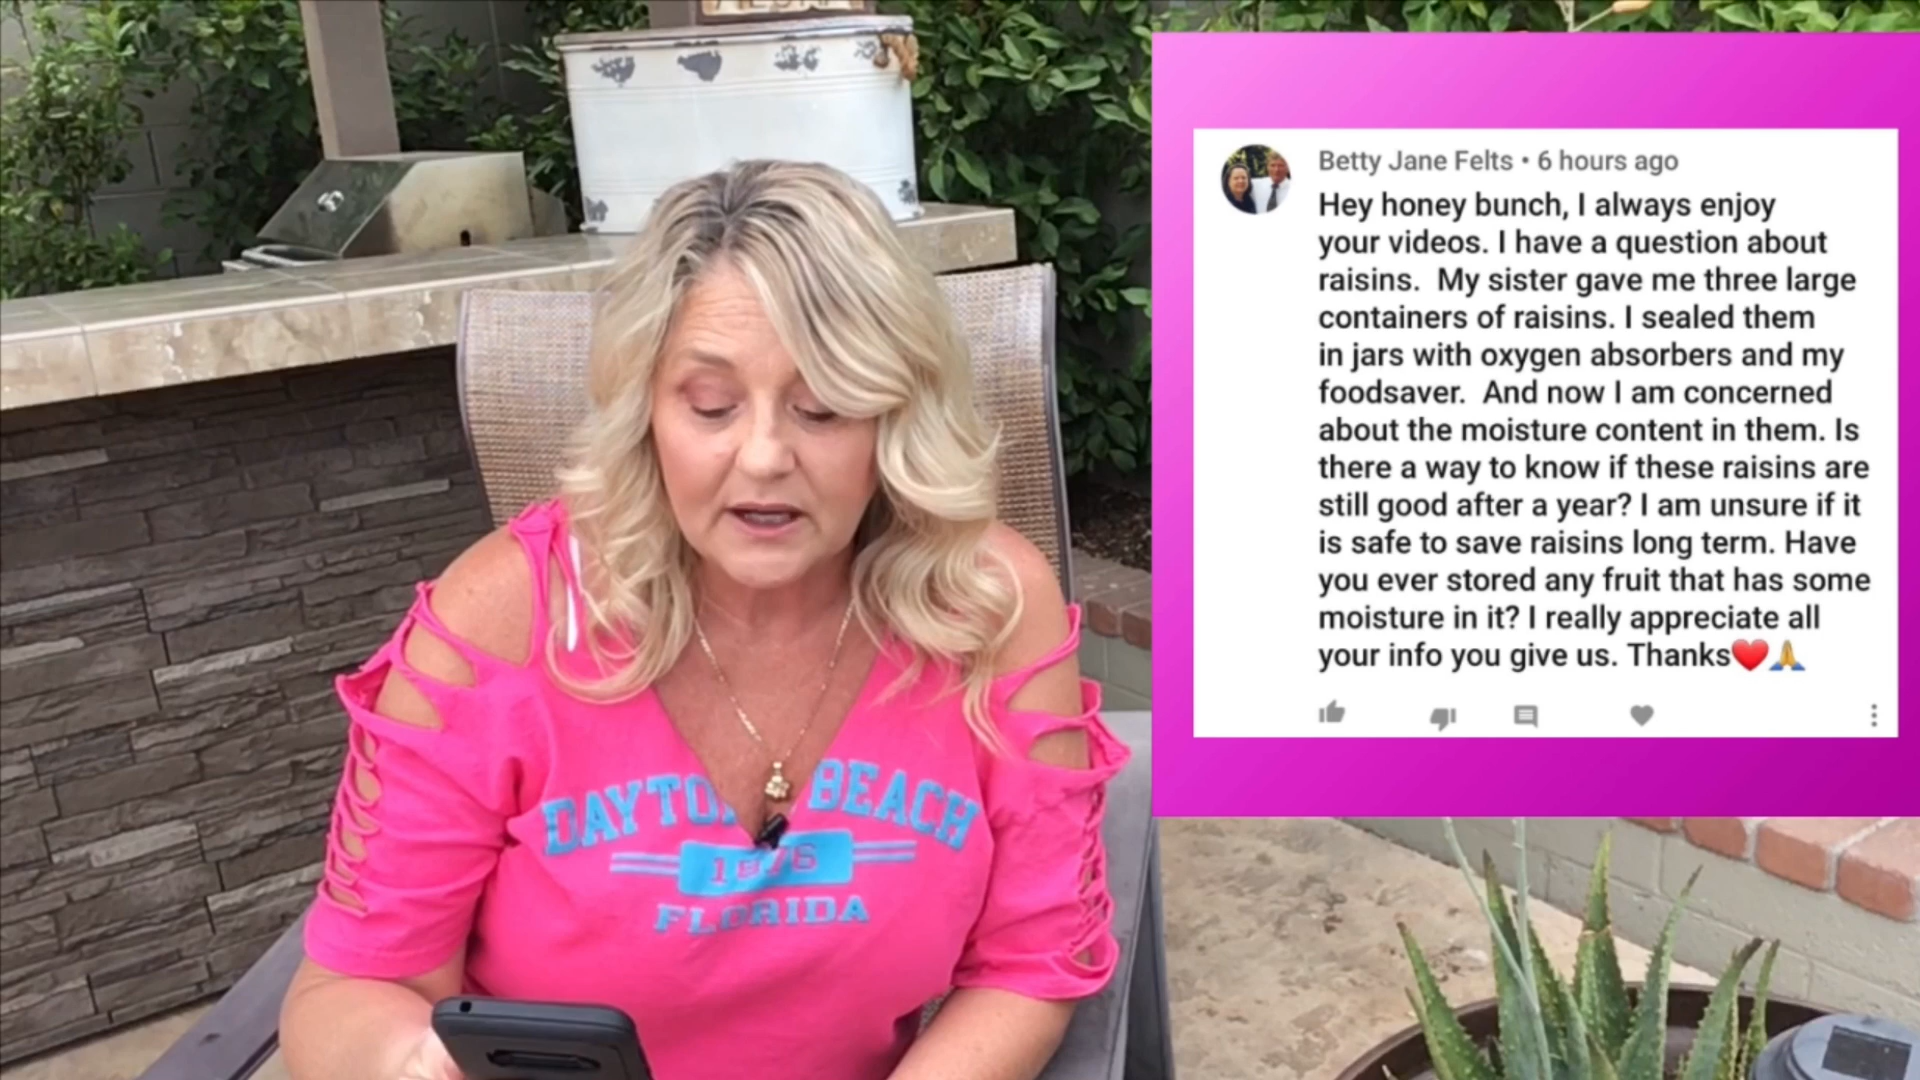 Betty Jane Felts • 6 hours ago
Hey honey bunch, I always enjoy
your videos. I have a question about
raisins.  My sister gave me three large
containers of raisins. I sealed them
in jars with oxygen absorbers and my
foodsaver.  And now I am concerned
about the moisture content in them. Is
there a way to know if these raisins are
still good after a year? I am unsure if it
is safe to save raisins long term. Have
you ever stored any fruit that has some
moisture in it? I really appreciate all
your info you give us. Thanks❤️🙏
BEACH
FLORIDA